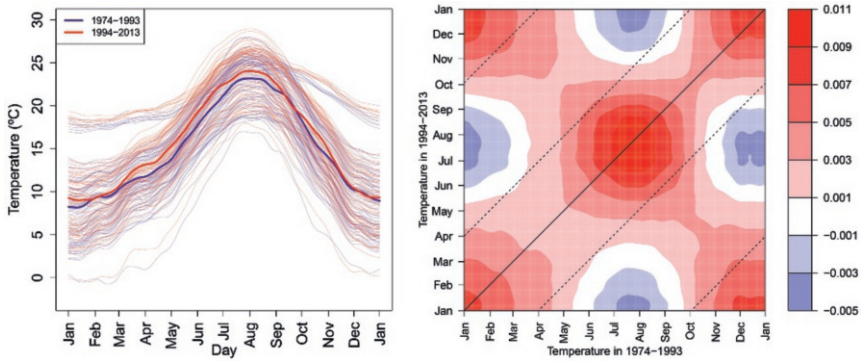 1974−1993
1994−2013
Temperature (ºC)
30
25
20
15
10
5
0
Jan Feb Mar Apr May Jun Jul Aug Sep Oct Nov Dec Jan
Day
Temperature in 1994−2013
Jan
Dec
Nov
Oct
Sep
Aug
Jul
Jun
May
Apr
Mar
Feb
Jan
Jan Feb Mar Apr May Jun Jul Aug Sep Oct Nov Dec Jan
Temperature in 1974−1993
0.011
0.009
0.007
0.005
0.003
0.001
−0.001
−0.003
−0.005